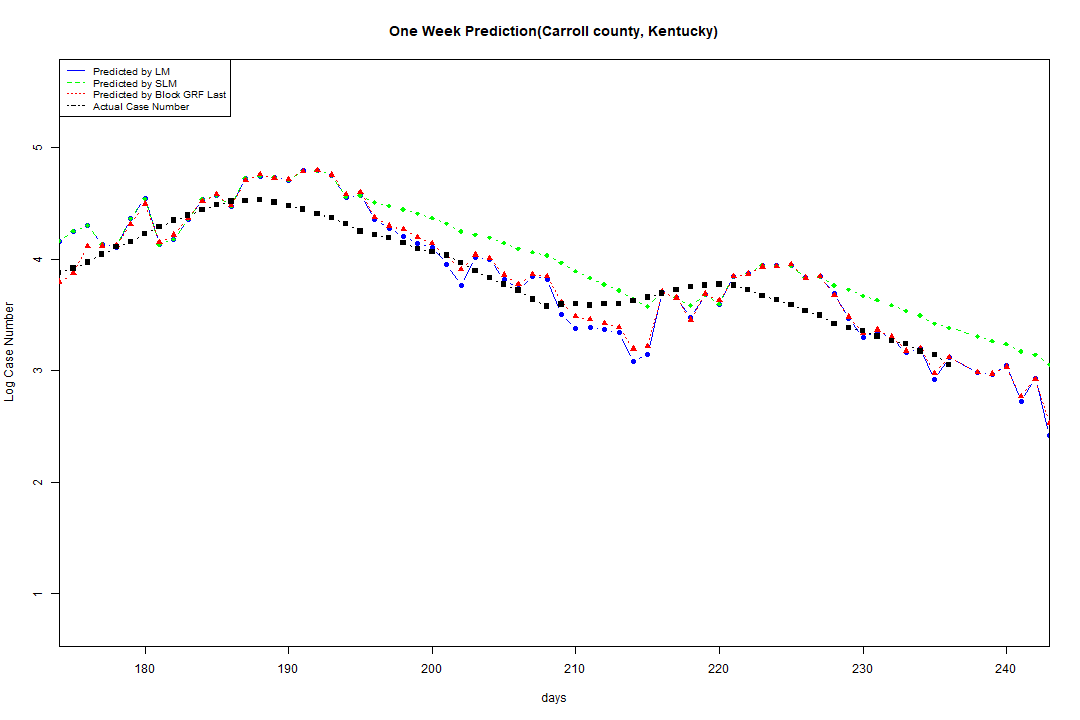 One Week Prediction(Carroll county, Kentucky)
Predicted by LM
Predicted by SLM
Predicted by Block GRF Last
Actual Case Number
5
4
3
2
1
Log Case Number
180 190 200 210 220 230 240
days